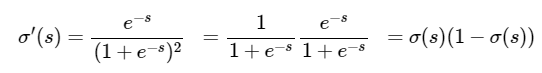 σ′(s) = e^{-s} / (1 + e^{-s})² = 1 / (1 + e^{-s}) e^{-s} / (1 + e^{-s}) = σ(s)(1 − σ(s))